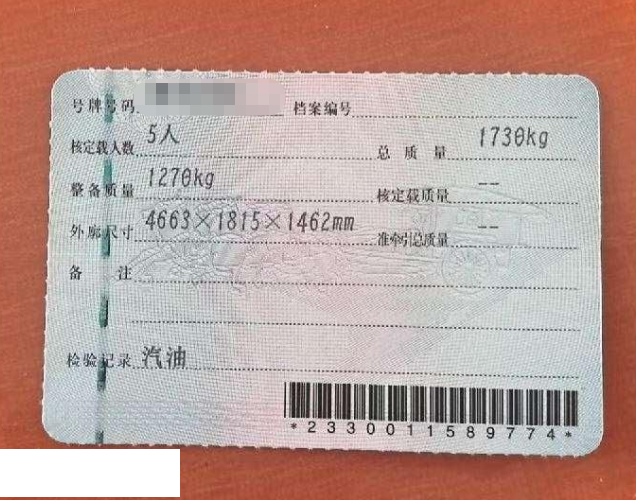 号牌号码 档案编号
核定载人数 5人 总质量 1730kg
整备质量 1270kg 核定载质量 --
外廓尺寸 4663×1815×1462mm 准牵引总质量 --
备注
检验记录 汽油
*2330011589774*